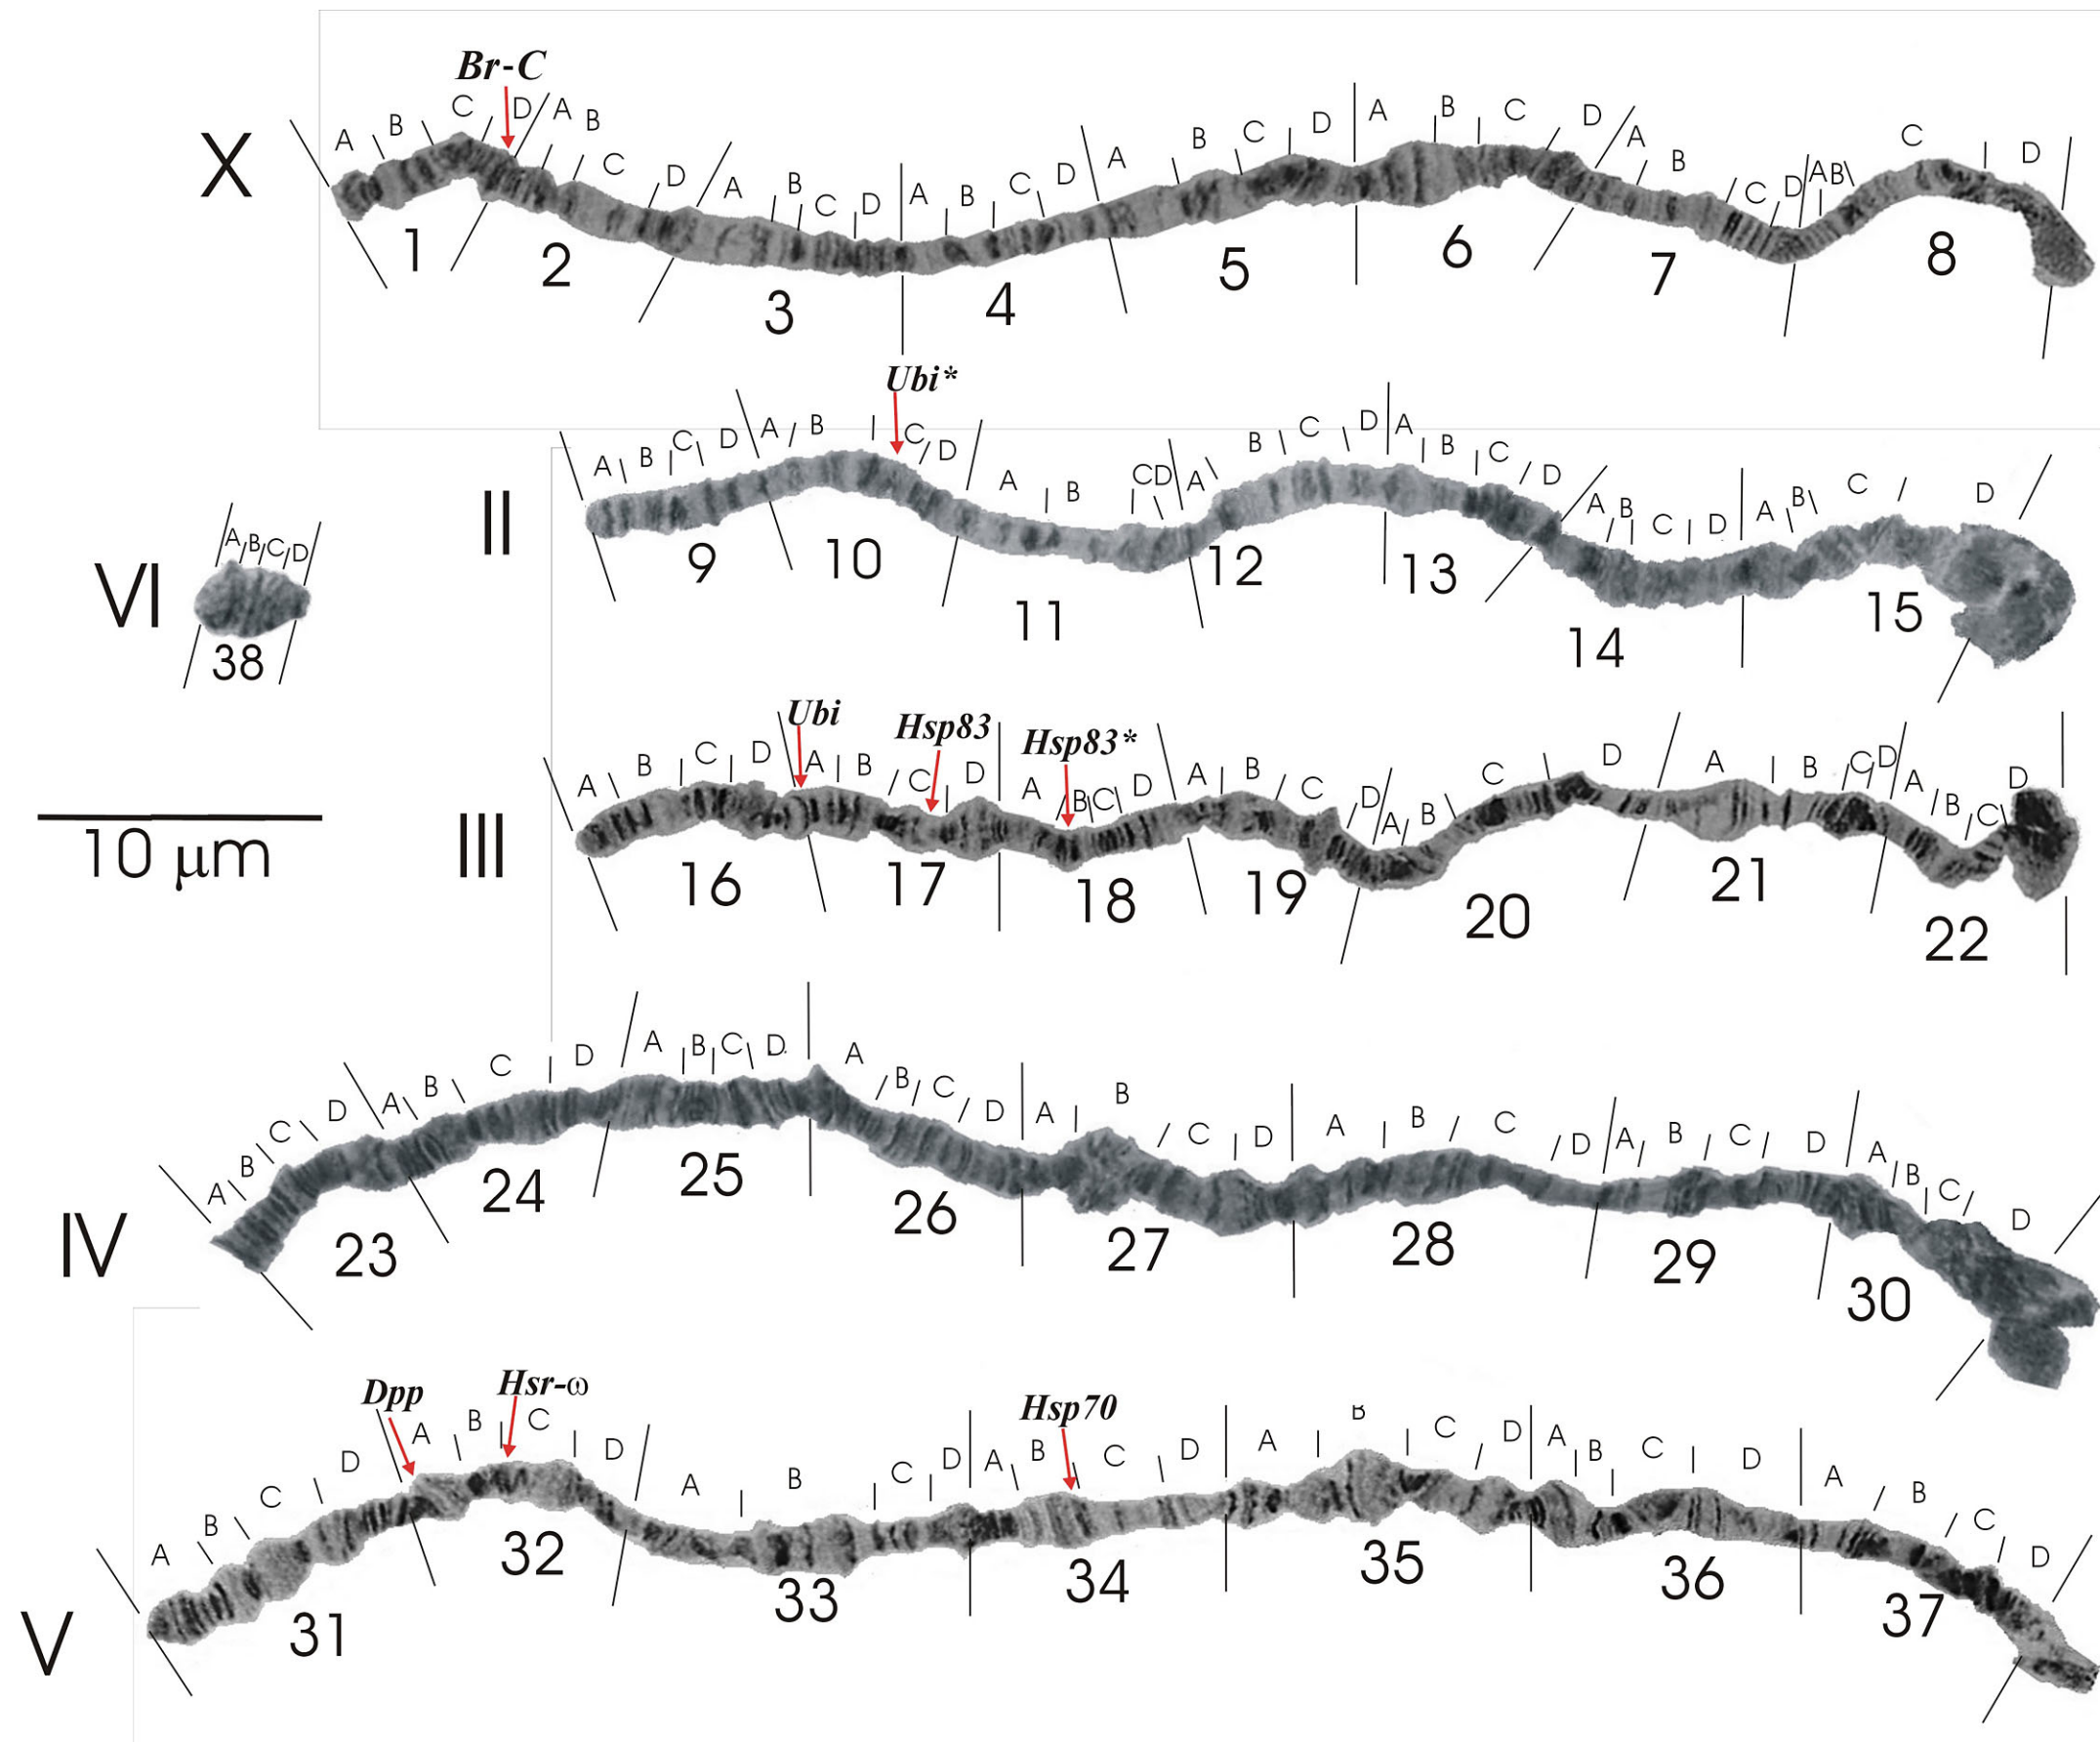 Br-C
X
A B C D A B C D A B C D A B C D A B C D A B C D A B C D A B C D
1 2 3 4 5 6 7 8
Ubi*
II
A B C D A B C D A B C D A B C D A B C D A B C D A B C D
9 10 11 12 13 14 15
VI
A B C D
38
Ubi Hsp83 Hsp83*
III
A B C D A B C D A B C D A B C D A B C D A B C D A B C D
16 17 18 19 20 21 22
10 μm
IV
A B C D A B C D A B C D A B C D A B C D A B C D A B C D A B C D
23 24 25 26 27 28 29 30
Dpp Hsr-ω Hsp70
V
A B C D A B C D A B C D A B C D A B C D A B C D A B C D
31 32 33 34 35 36 37